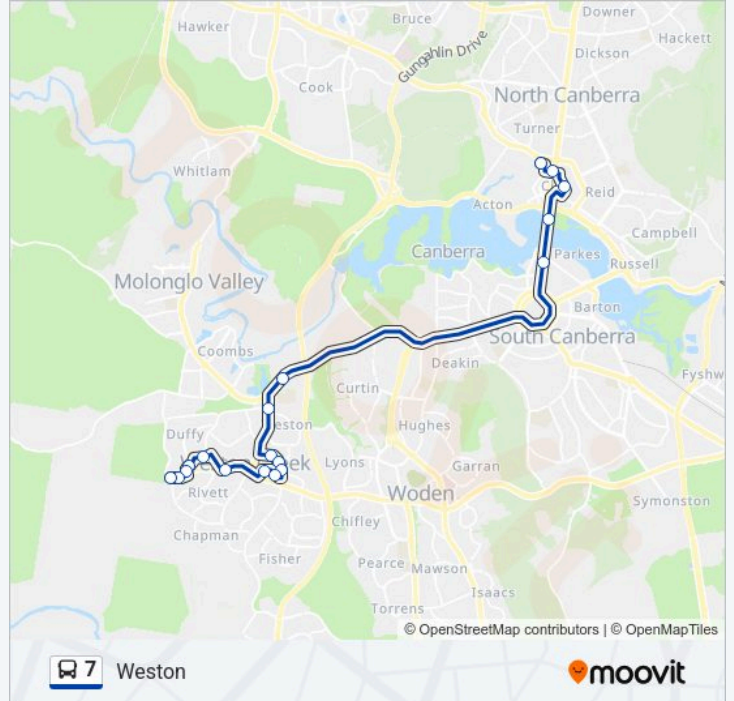 Downer
Bruce
Hawker
Hackett
Dickson
Gungahlin Drive
Cook
North Canberra
Turner
Whitlam
Reid
Acton
Campbell
Canberra
Parkes
Russell
Molonglo Valley
Barton
South Canberra
Coombs
Deakin
Fyshw
Curtin
eston
Hughes
Duffy
W
eek
Lyons
Garran
Rivett
Woden
Symonston
Chifley
Chapman
Fisher
Pearce
Mawson
Isaacs
Torrens
© OpenStreetMap contributors | © OpenMapTiles
7 Weston
moovit